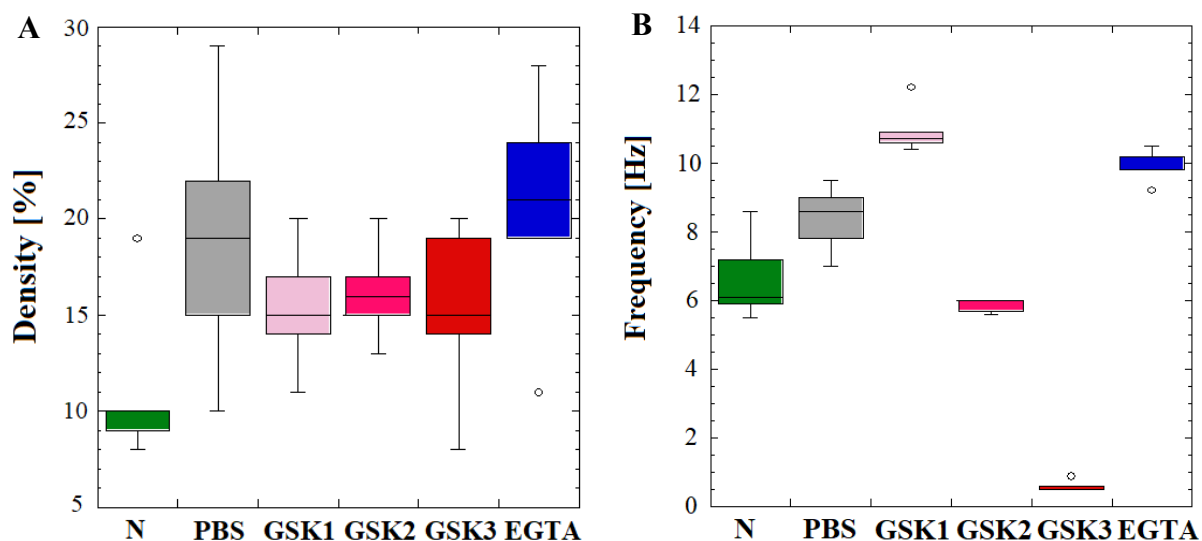 A
Density [%]
30
25
20
15
10
5
N PBS GSK1 GSK2 GSK3 EGTA
B
Frequency [Hz]
14
12
10
8
6
4
2
0
N PBS GSK1 GSK2 GSK3 EGTA